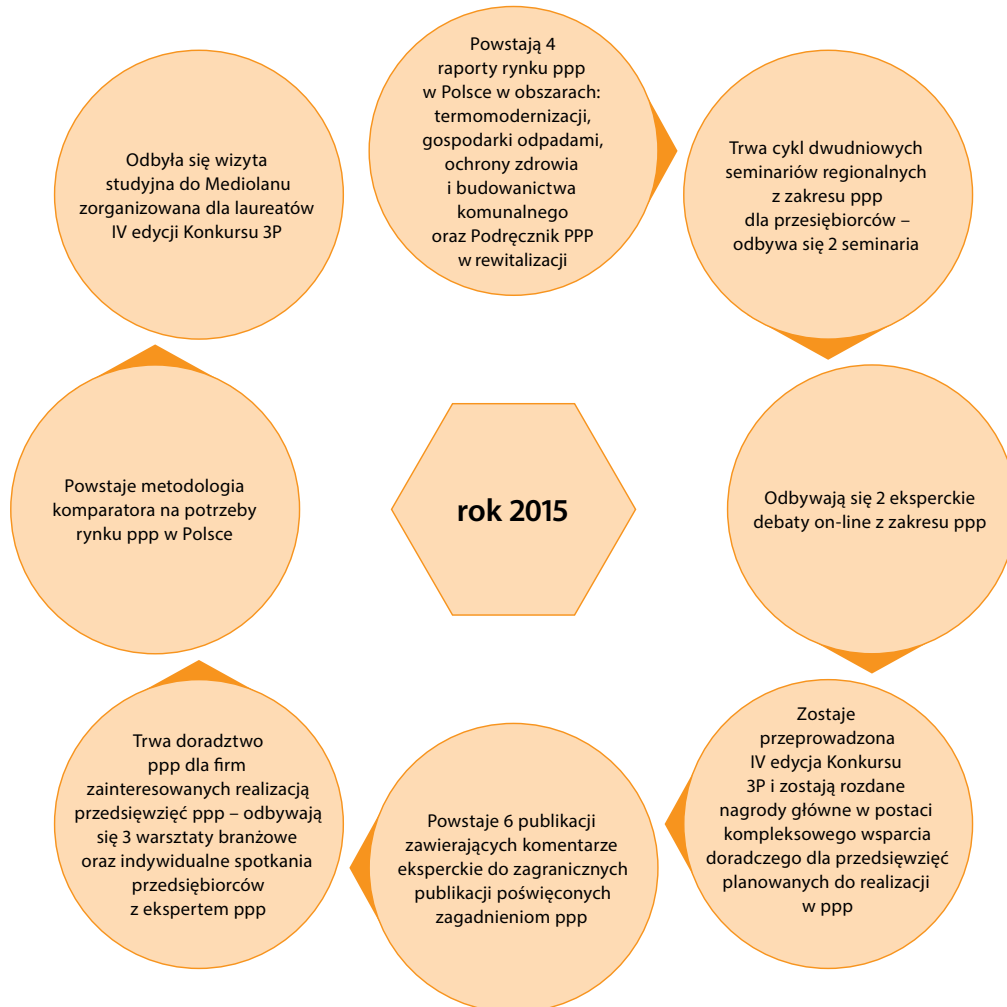 Powstają 4
raporty rynku ppp
w Polsce w obszarach:
termomodernizacji,
gospodarki odpadami,
ochrony zdrowia
i budowanictwa
komunalnego
oraz Podręcznik PPP
w rewitalizacji
Trwa cykl dwudniowych
seminariów regionalnych
z zakresu ppp
dla przesiębiorców –
odbywa się 2 seminaria
Odbywają się 2 eksperckie
debaty on-line z zakresu ppp
Zostaje
przeprowadzona
IV edycja Konkursu
3P i zostają rozdane
nagrody główne w postaci
kompleksowego wsparcia
doradczego dla przedsięwzięć
planowanych do realizacji
w ppp
Powstaje 6 publikacji
zawierających komentarze
eksperckie do zagranicznych
publikacji poświęconych
zagadnieniom ppp
Trwa doradztwo
ppp dla firm
zainteresowanych realizacją
przedsięwzięć ppp – odbywają
się 3 warsztaty branżowe
oraz indywidualne spotkania
przedsiębiorców
z ekspertem ppp
Powstaje metodologia
komparatora na potrzeby
rynku ppp w Polsce
Odbyła się wizyta
studyjna do Mediolanu
zorganizowana dla laureatów
IV edycji Konkursu 3P
rok 2015